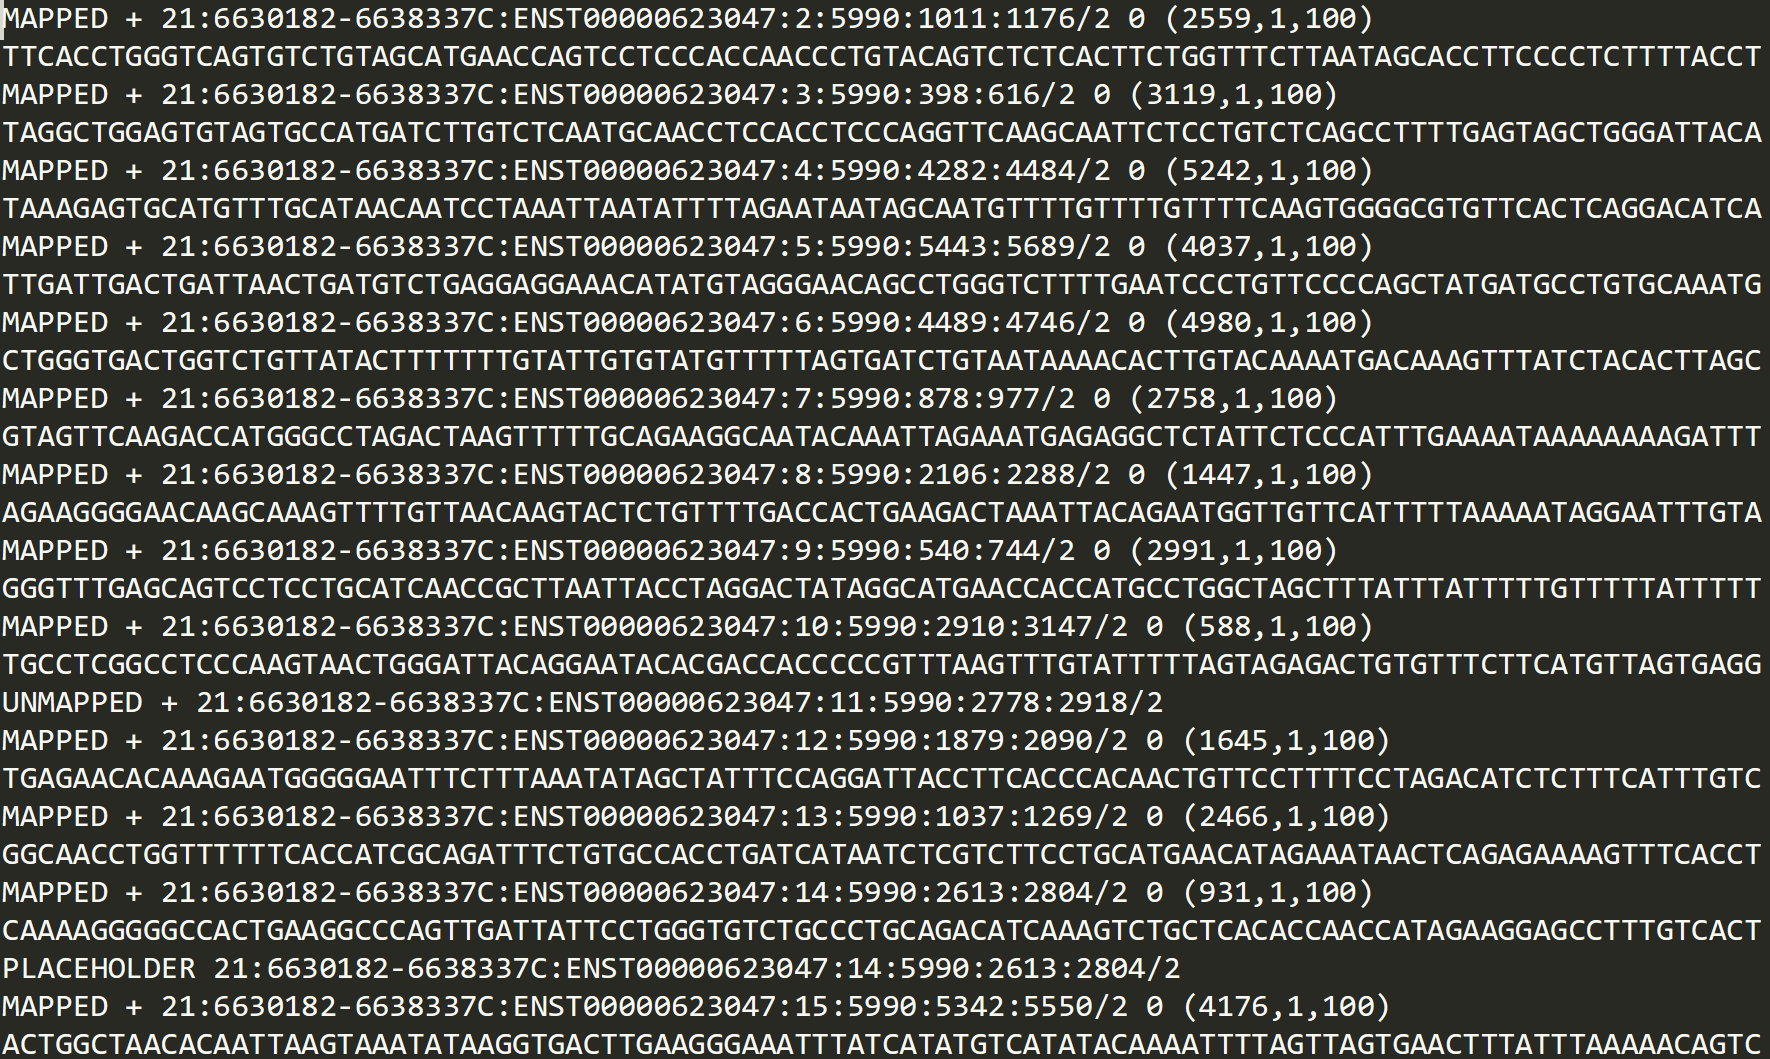 MAPPED + 21:6630182-6638337C:ENST00000623047:2:5990:1011:1176/2 0 (2559,1,100)
TTCACCTGGGTCAGTGTCTGTAGCATGAACCAGTCCTCCCACCAACCCTGTACAGTCTCTCACTTCTGGTTTCTTAATAGCACCTTCCCCTCTTTTACCT
MAPPED + 21:6630182-6638337C:ENST00000623047:3:5990:398:616/2 0 (3119,1,100)
TAGGCTGGAGTGTAGTGCCATGATCTTGTCTCAATGCAACCTCCACCTCCCAGGTTCAAGCAATTCTCCTGTCTCAGCCTTTTGAGTAGCTGGGATTACA
MAPPED + 21:6630182-6638337C:ENST00000623047:4:5990:4282:4484/2 0 (5242,1,100)
TAAAGAGTGCATGTTTGCATAACAATCCTAAATTAATATTTTAGAATAATAGCAATGTTTTGTTTTGTTTTCAAGTGGGGCGTGTTCACTCAGGACATCA
MAPPED + 21:6630182-6638337C:ENST00000623047:5:5990:5443:5689/2 0 (4037,1,100)
TTGATTGACTGATTAACTGATGTCTGAGGAGGAAACATATGTAGGGAACAGCCTGGGTCTTTTGAATCCCTGTTCCCCAGCTATGATGCCTGTGCAAATG
MAPPED + 21:6630182-6638337C:ENST00000623047:6:5990:4489:4746/2 0 (4980,1,100)
CTGGGTGACTGGTCTGTTATACTTTTTTTGTATTGTGTATGTTTTTAGTGATCTGTAATAAAACACTTGTACAAAATGACAAAGTTTATCTACACTTAGC
MAPPED + 21:6630182-6638337C:ENST00000623047:7:5990:878:977/2 0 (2758,1,100)
GTAGTTCAAGACCATGGGCCTAGACTAAGTTTTTGCAGAAGGCAATACAAATTAGAAATGAGAGGCTCTATTCTCCCATTTGAAAATAAAAAAAAGATTT
MAPPED + 21:6630182-6638337C:ENST00000623047:8:5990:2106:2288/2 0 (1447,1,100)
AGAAGGGGAACAAGCAAAGTTTTGTTAACAAGTACTCTGTTTTGACCACTGAAGACTAAATTACAGAATGGTTGTTCATTTTTAAAAATAGGAATTTGTA
MAPPED + 21:6630182-6638337C:ENST00000623047:9:5990:540:744/2 0 (2991,1,100)
GGGTTTGAGCAGTCCTCCTGCATCAACCGCTTAATTACCTAGGACTATAGGCATGAACCACCATGCCTGGCTAGCTTTATTTATTTTTGTTTTTATTTTT
MAPPED + 21:6630182-6638337C:ENST00000623047:10:5990:2910:3147/2 0 (588,1,100)
TGCCTCGGCCTCCCAAGTAACTGGGATTACAGGAATACACGACCACCCCCGTTTAAGTTTGTATTTTTAGTAGAGACTGTGTTTCTTCATGTTAGTGAGG
UNMAPPED + 21:6630182-6638337C:ENST00000623047:11:5990:2778:2918/2
MAPPED + 21:6630182-6638337C:ENST00000623047:12:5990:1879:2090/2 0 (1645,1,100)
TGAGAACACAAAGAATGGGGGAATTTCTTTAAATATAGCTATTTCCAGGATTACCTTCACCCACAACTGTTCCTTTTCCTAGACATCTCTTTCATTTGTC
MAPPED + 21:6630182-6638337C:ENST00000623047:13:5990:1037:1269/2 0 (2466,1,100)
GGCAACCTGGTTTTTTCACCATCGCAGATTTCTGTGCCACCTGATCATAATCTCGTCTTCCTGCATGAACATAGAAATAACTCAGAGAAAAGTTTCACCT
MAPPED + 21:6630182-6638337C:ENST00000623047:14:5990:2613:2804/2 0 (931,1,100)
CAAAAGGGGGCCACTGAAGGCCCAGTTGATTATTCCTGGGTGTCTGCCCTGCAGACATCAAAGTCTGCTCACACCAACCATAGAAGGAGCCTTTGTCACT
PLACEHOLDER 21:6630182-6638337C:ENST00000623047:14:5990:2613:2804/2
MAPPED + 21:6630182-6638337C:ENST00000623047:15:5990:5342:5550/2 0 (4176,1,100)
ACTGGCTAACACAATTAAGTAAATATAAGGTGACTTGAAGGGAAATTTATCATATGTCATATACAAAATTTTAGTTAGTGAACTTTATTTAAAAACAGTC